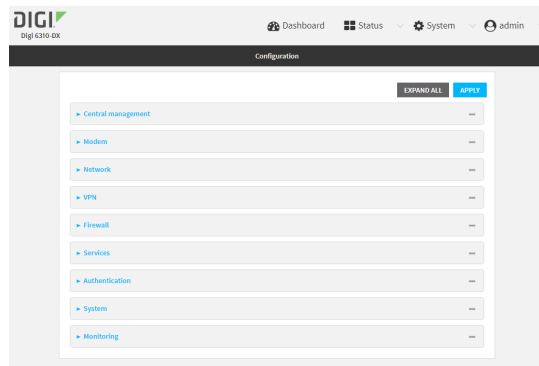 DIGI
Digi 6310-DX
Dashboard Status System admin
Configuration
EXPAND ALL APPLY
Central management
Modem
Network
VPN
Firewall
Services
Authentication
System
Monitoring